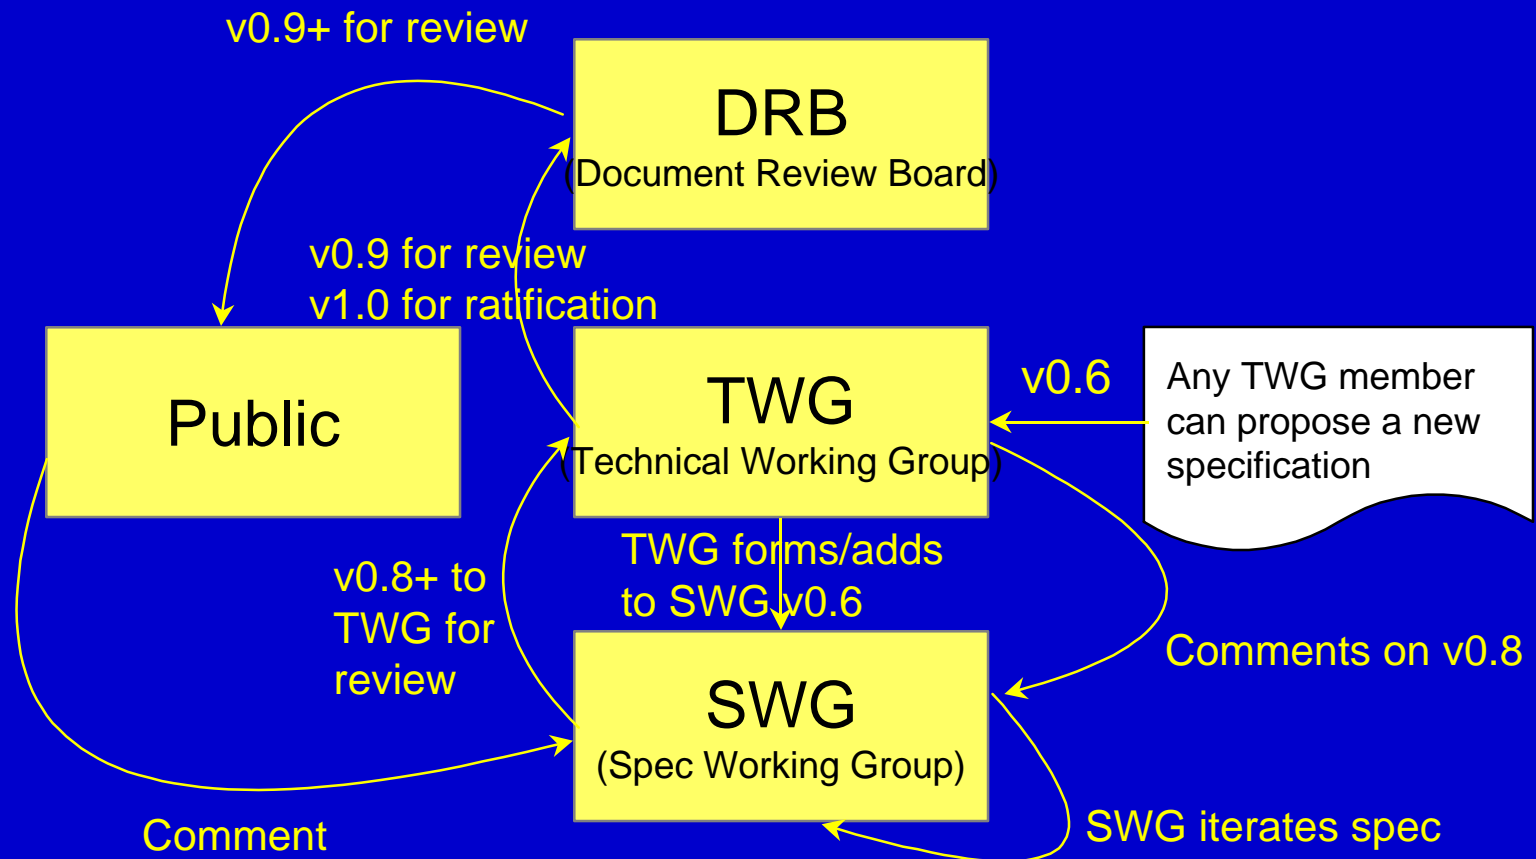 v0.9+ for review
DRB
(Document Review Board)
v0.9 for review
v1.0 for ratification
Public
TWG
(Technical Working Group)
v0.6
Any TWG member
can propose a new
specification
v0.8+ to
TWG for
review
TWG forms/adds
to SWG v0.6
Comments on v0.8
SWG
(Spec Working Group)
Comment
SWG iterates spec